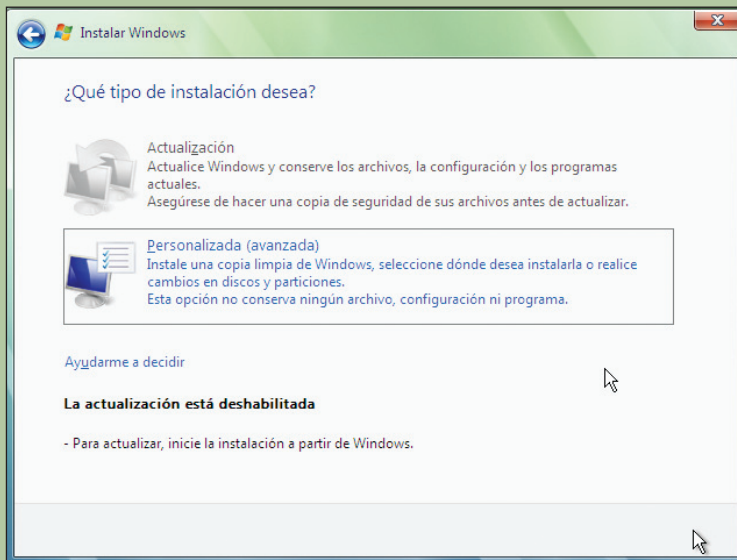 Instalar Windows
¿Qué tipo de instalación desea?
Actualización
Actualice Windows y conserve los archivos, la configuración y los programas
actuales.
Asegúrese de hacer una copia de seguridad de sus archivos antes de actualizar.
Personalizada (avanzada)
Instale una copia limpia de Windows, seleccione dónde desea instalarla o realice
cambios en discos y particiones.
Esta opción no conserva ningún archivo, configuración ni programa.
Ayudarme a decidir
La actualización está deshabilitada
- Para actualizar, inicie la instalación a partir de Windows.